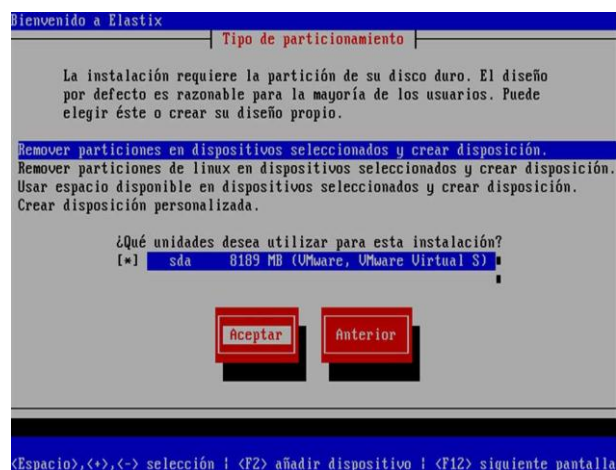 Bienvenido a Elastix
Tipo de particionamiento
La instalación requiere la partición de su disco duro. El diseño
por defecto es razonable para la mayoría de los usuarios. Puede
elegir éste o crear su diseño propio.
Remover particiones en dispositivos seleccionados y crear disposición.
Remover particiones de linux en dispositivos seleccionados y crear disposición.
Usar espacio disponible en dispositivos seleccionados y crear disposición.
Crear disposición personalizada.
¿Qué unidades desea utilizar para esta instalación?
[*] sda 8189 MB (VMware, VMware Virtual S)
Aceptar Anterior
<Espacio>,<+>,<-> selección | <F2> añadir dispositivo | <F12> siguiente pantalla